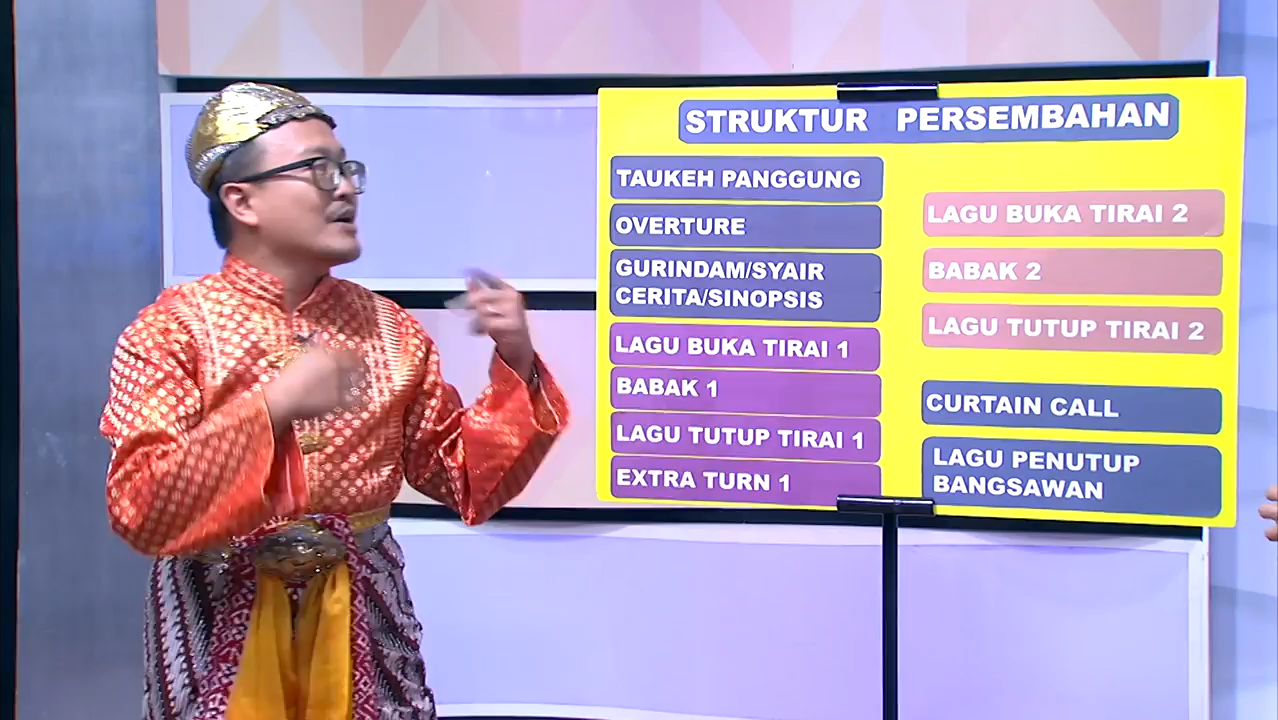 STRUKTUR PERSEMBAHAN
TAUKEH PANGGUNG
OVERTURE
GURINDAM/SYAIR
CERITA/SINOPSIS
LAGU BUKA TIRAI 1
BABAK 1
LAGU TUTUP TIRAI 1
EXTRA TURN 1
LAGU BUKA TIRAI 2
BABAK 2
LAGU TUTUP TIRAI 2
CURTAIN CALL
LAGU PENUTUP
BANGSAWAN